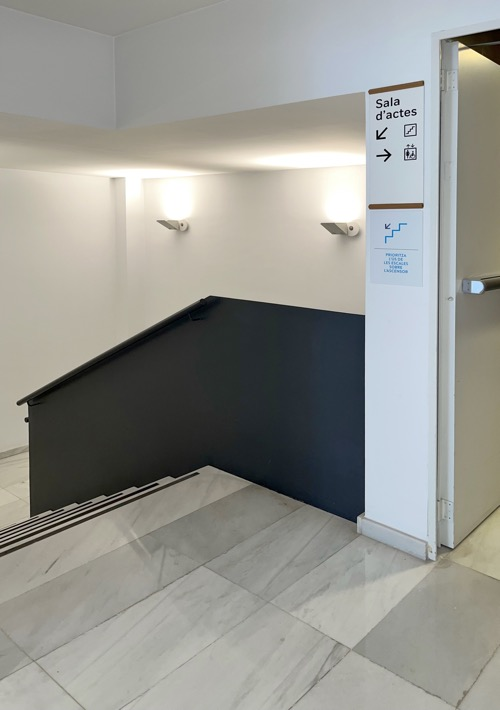 Sala
d'actes
PRIORITZA
L'ÚS DE
LES ESCALES
SOBRE
L'ASCENSOR